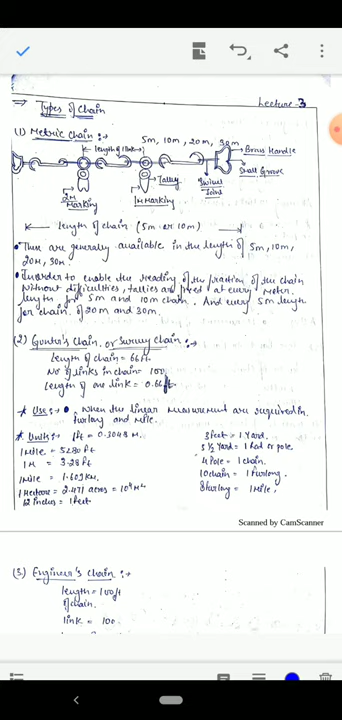 Lecture-3
⇒ Types of Chain
(1) Metric Chain :→ 5m, 10m, 20m, 30m
length of 1 link
Brass Handle
Small Groove
Swivel Joint
Tally
2M Marking
1M Marking
length of chain (5m or 10m)
• These are generally available in the length of 5m, 10m,
20m, 30m.
• Inorder to enable the reading of the fraction of the chain
without difficulties, tallies are fixed at every meter
length for 5m and 10m chain. And every 5m length
for chain of 20m and 30m.
(2) Gunter's Chain or Survey Chain :→
length of chain = 66 ft.
No of links in chain = 100
length of one link = 0.66 ft
* Use :→ • when the linear measurement are required in
furlong and Mile.
* Units :→ 1ft = 0.3048 M.
1 Mile = 5280 ft
1 M = 3.28 ft
1 Mile = 1.609 KM.
1 Hectare = 2.471 acres = 10⁴ M²
12 inches = 1 feet
3 feet = 1 Yard.
5 ½ Yard = 1 Rod or pole.
4 Pole = 1 chain.
10 chain = 1 furlong.
8 furlong = 1 Mile.
Scanned by CamScanner
(3) Engineer's Chain :→
length = 100 ft
of chain.
link = 100